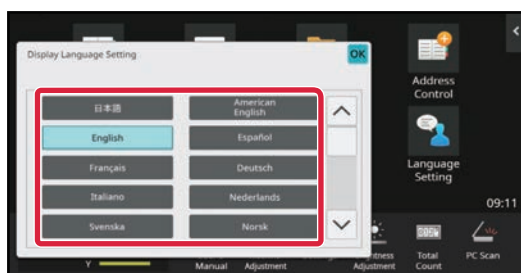 Display Language Setting
OK
日本語
American
English
English
Español
Français
Deutsch
Italiano
Nederlands
Svenska
Norsk
Address
Control
Language
Setting
09:11
Y
Manual
Adjustment
Adjustment
Total
Count
PC Scan